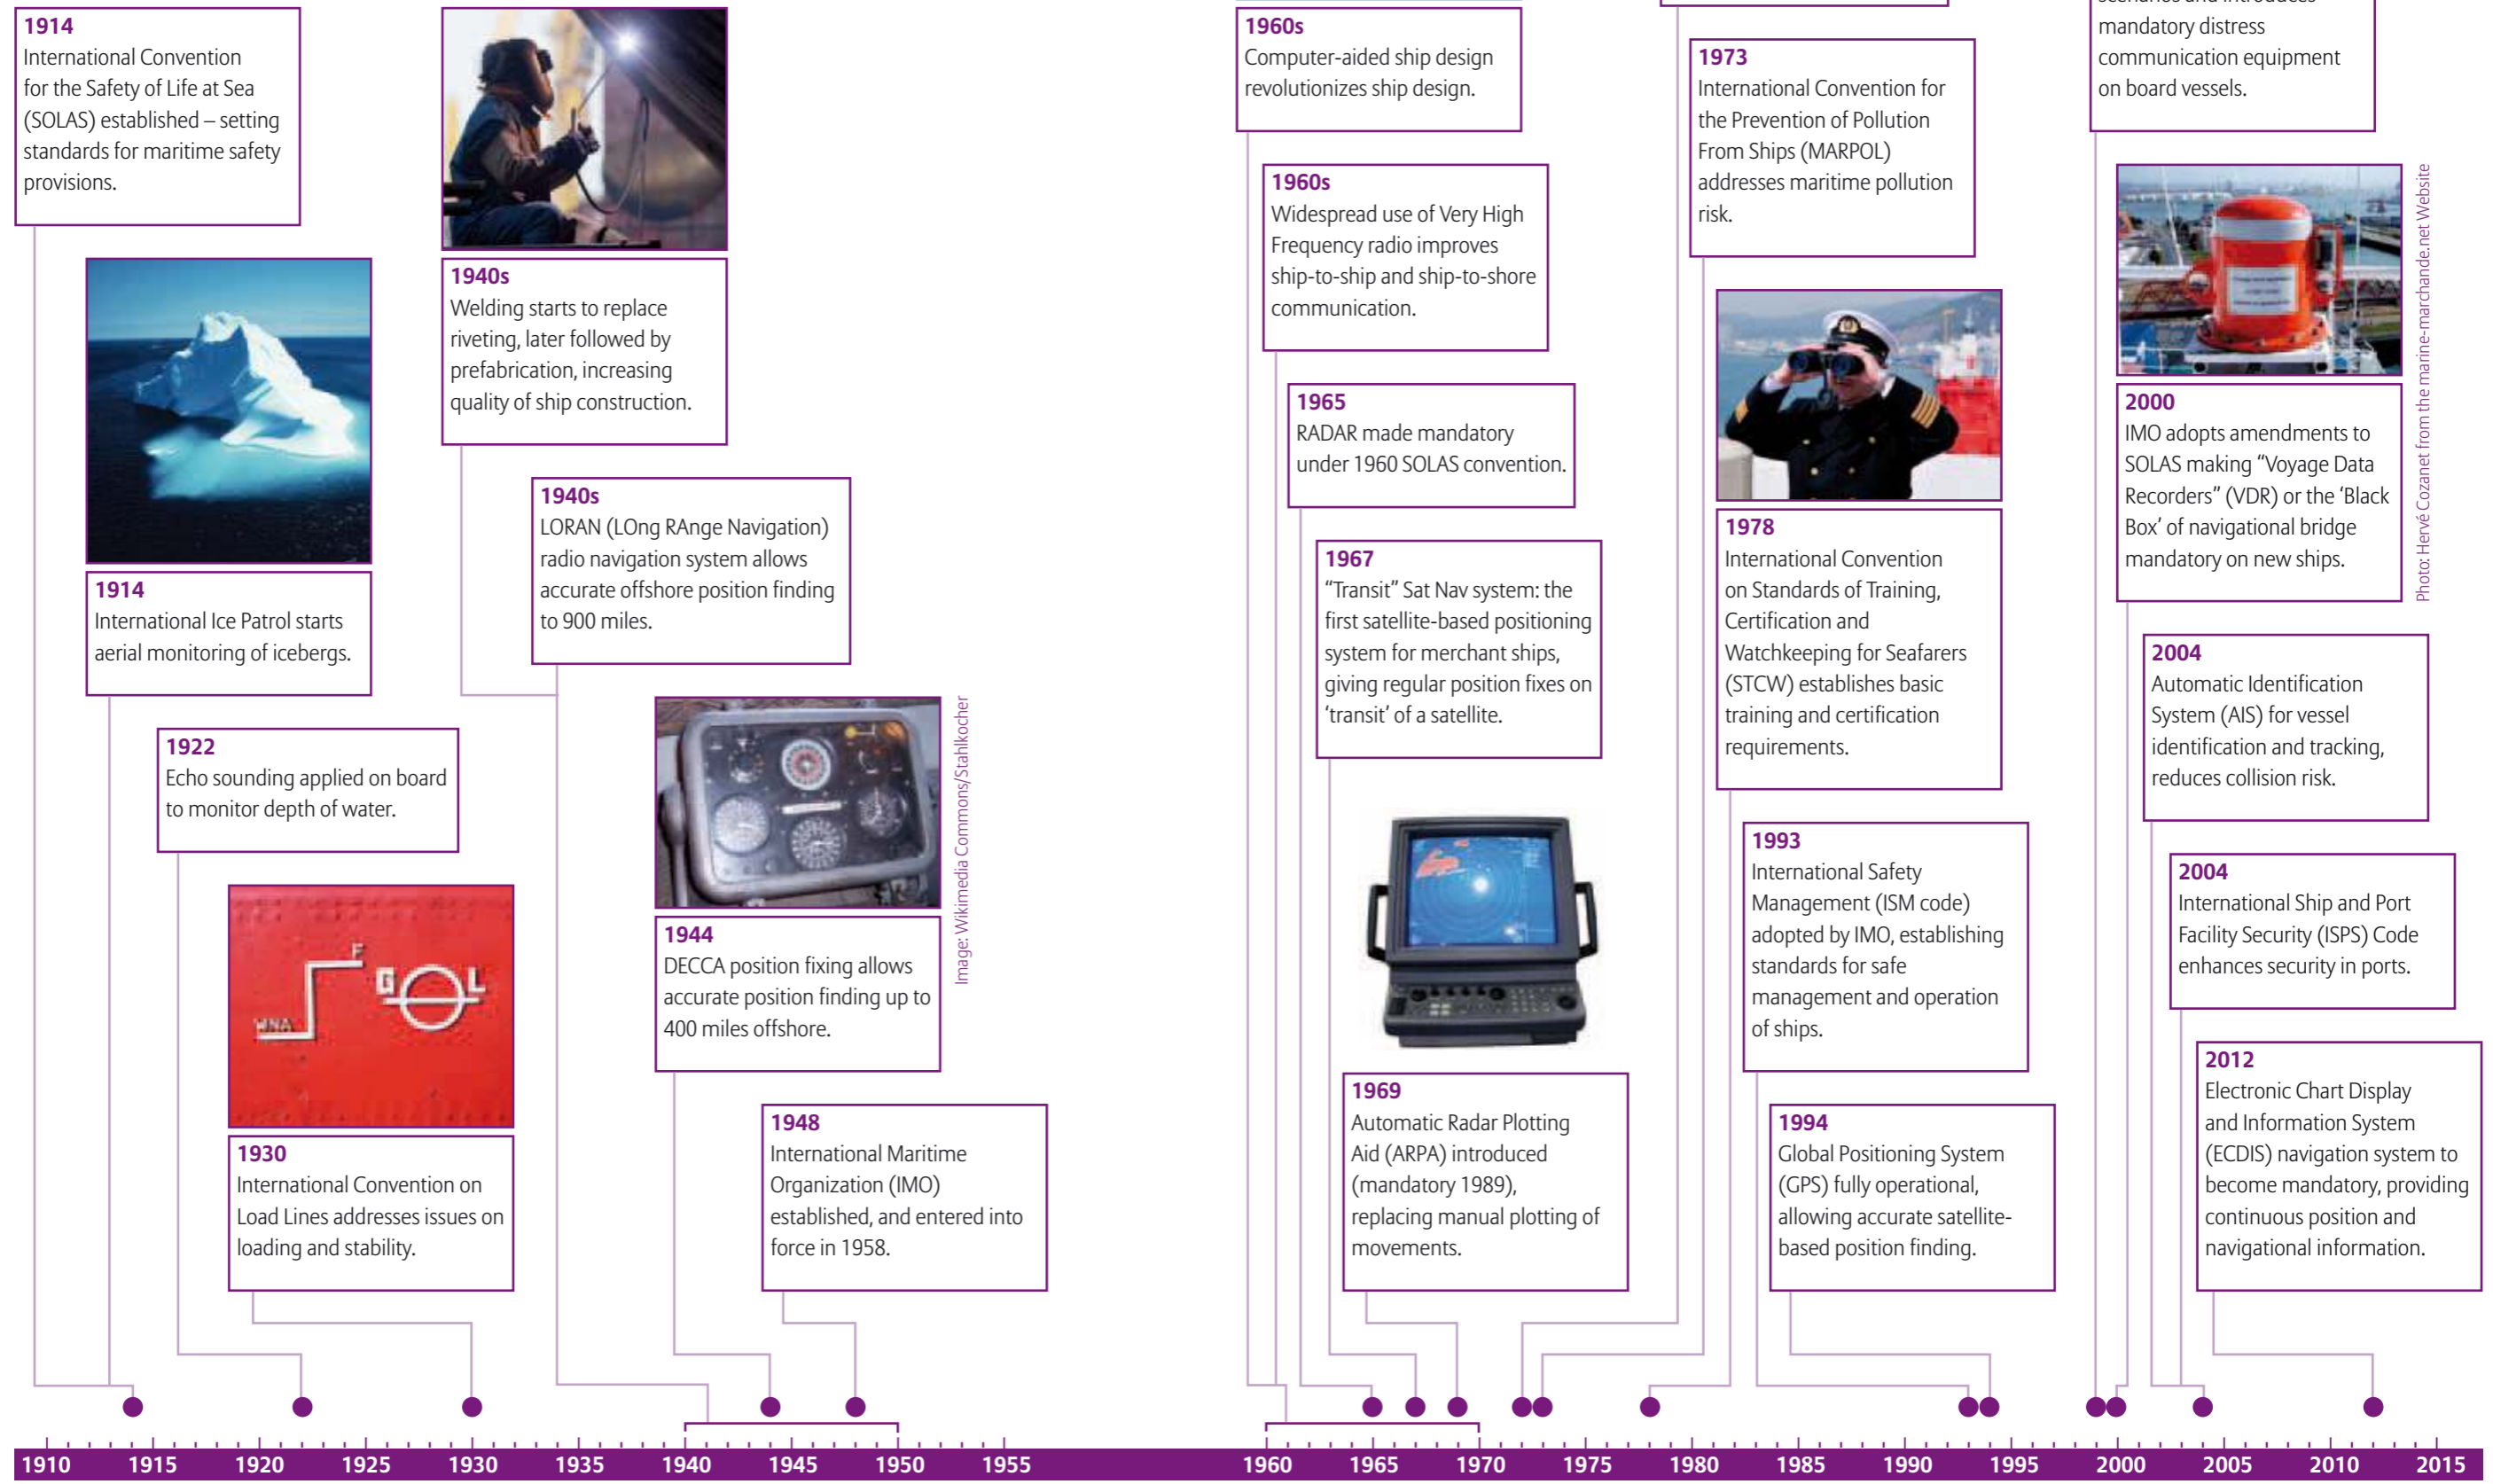 1914
International Convention
for the Safety of Life at Sea
(SOLAS) established – setting
standards for maritime safety
provisions.
1914
International Ice Patrol starts
aerial monitoring of icebergs.
1922
Echo sounding applied on board
to monitor depth of water.
WNA
F
G L
1930
International Convention on
Load Lines addresses issues on
loading and stability.
1940s
Welding starts to replace
riveting, later followed by
prefabrication, increasing
quality of ship construction.
1940s
LORAN (LOng RAnge Navigation)
radio navigation system allows
accurate offshore position finding
to 900 miles.
Image: Wikimedia Commons/Stahlkocher
1944
DECCA position fixing allows
accurate position finding up to
400 miles offshore.
1948
International Maritime
Organization (IMO)
established, and entered into
force in 1958.
1960s
Computer-aided ship design
revolutionizes ship design.
1960s
Widespread use of Very High
Frequency radio improves
ship-to-ship and ship-to-shore
communication.
1965
RADAR made mandatory
under 1960 SOLAS convention.
1967
“Transit” Sat Nav system: the
first satellite-based positioning
system for merchant ships,
giving regular position fixes on
‘transit’ of a satellite.
1969
Automatic Radar Plotting
Aid (ARPA) introduced
(mandatory 1989),
replacing manual plotting of
movements.
1973
International Convention for
the Prevention of Pollution
From Ships (MARPOL)
addresses maritime pollution
risk.
1978
International Convention
on Standards of Training,
Certification and
Watchkeeping for Seafarers
(STCW) establishes basic
training and certification
requirements.
1993
International Safety
Management (ISM code)
adopted by IMO, establishing
standards for safe
management and operation
of ships.
1994
Global Positioning System
(GPS) fully operational,
allowing accurate satellite-
based position finding.
mandatory distress
communication equipment
on board vessels.
Photo: Hervé Cozanet from the marine-marchande.net Website
2000
IMO adopts amendments to
SOLAS making “Voyage Data
Recorders” (VDR) or the ‘Black
Box’ of navigational bridge
mandatory on new ships.
2004
Automatic Identification
System (AIS) for vessel
identification and tracking,
reduces collision risk.
2004
International Ship and Port
Facility Security (ISPS) Code
enhances security in ports.
2012
Electronic Chart Display
and Information System
(ECDIS) navigation system to
become mandatory, providing
continuous position and
navigational information.
1910 1915 1920 1925 1930 1935 1940 1945 1950 1955 1960 1965 1970 1975 1980 1985 1990 1995 2000 2005 2010 2015